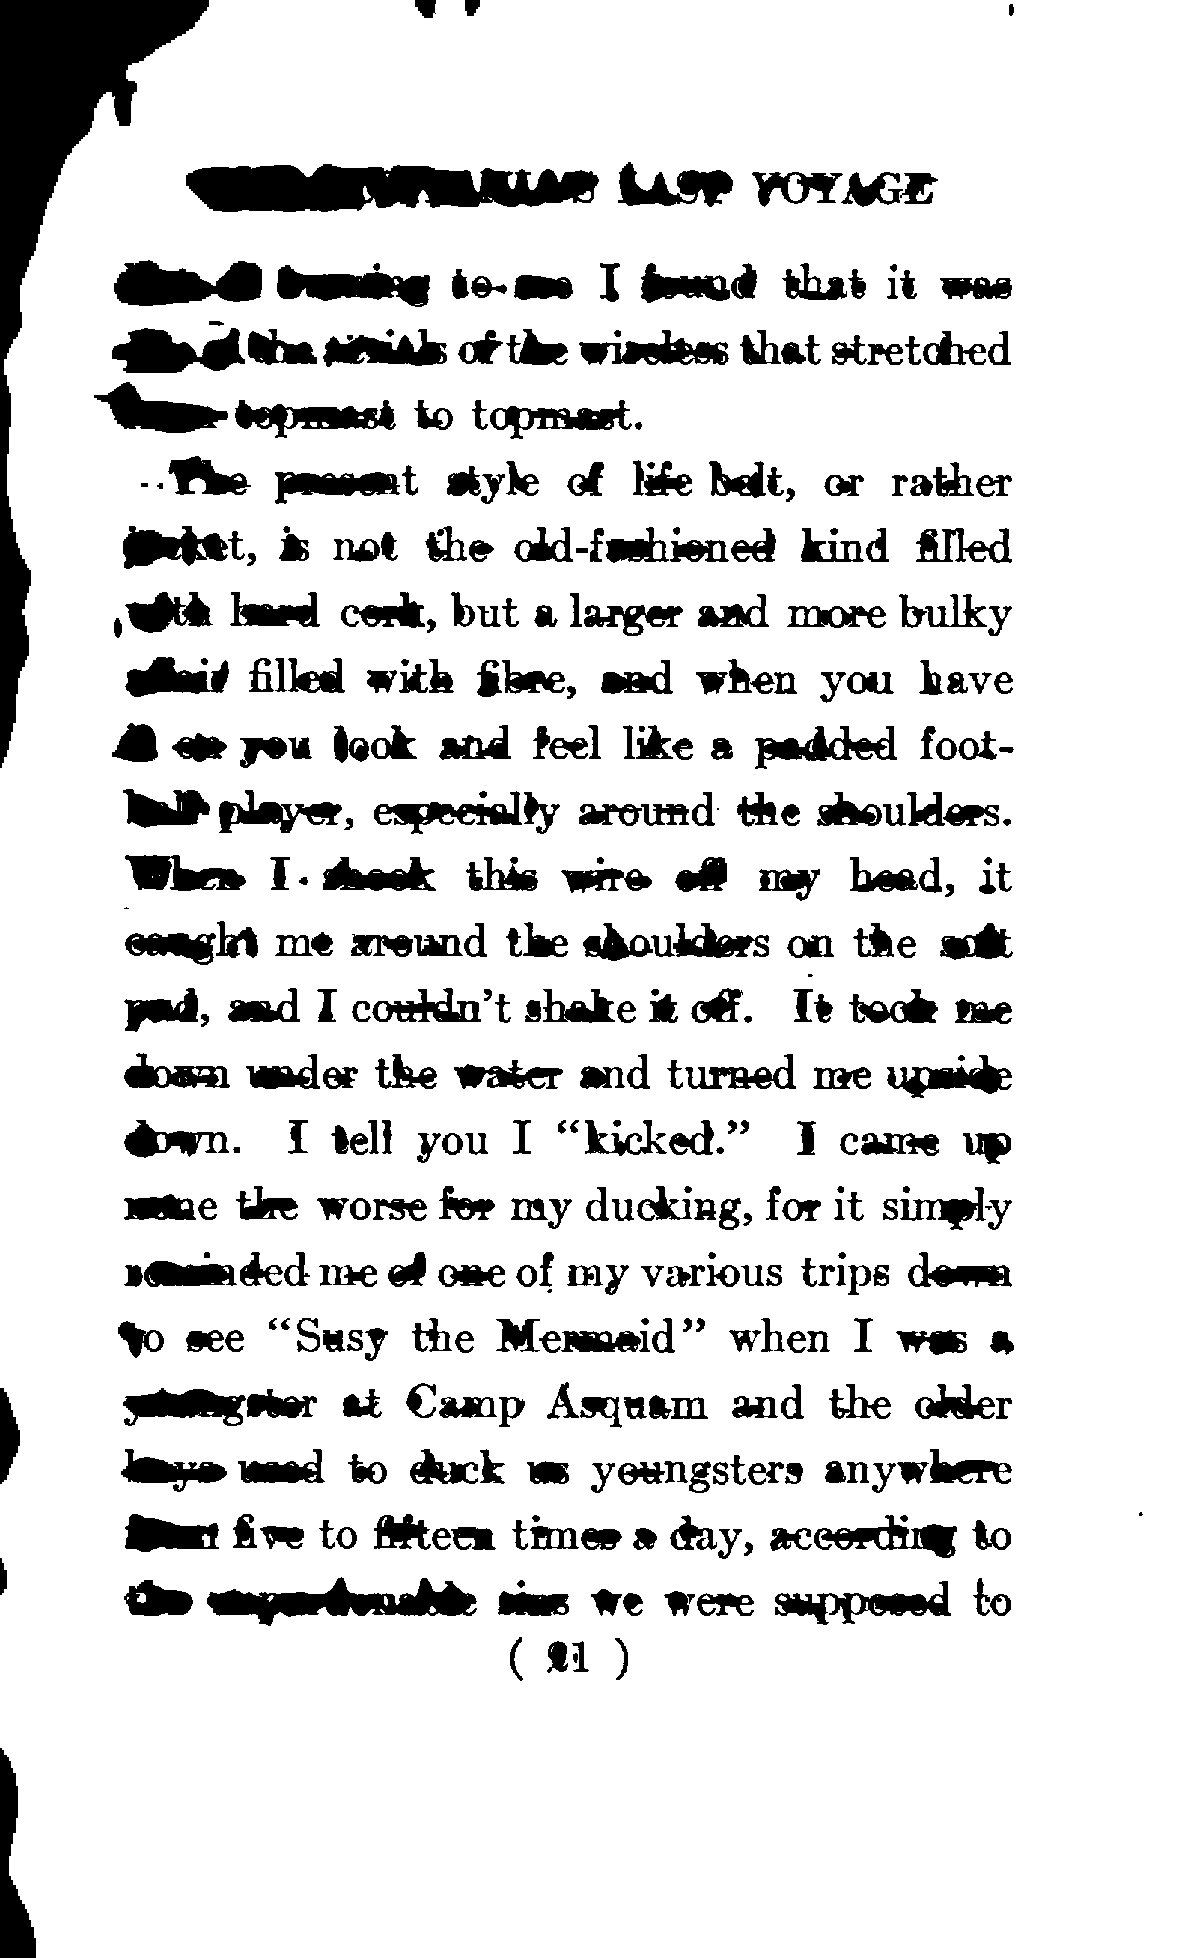 LAST VOYAGE
to me I found that it was
the aerials of the wireless that stretched
topmast to topmast.
The present style of life belt, or rather
jacket, is not the old-fashioned kind filled
with hard cork, but a larger and more bulky
affair filled with fibre, and when you have
it on you look and feel like a padded foot-
ball player, especially around the shoulders.
When I shook this wire off my head, it
caught me around the shoulders on the soft
pad, and I couldn't shake it off. It took me
down under the water and turned me upside
down. I tell you I “kicked.” I came up
none the worse for my ducking, for it simply
reminded me of one of my various trips down
to see “Susy the Mermaid” when I was a
youngster at Camp Asquam and the older
boys used to duck us youngsters anywhere
from five to fifteen times a day, according to
the unpardonable sins we were supposed to
( 21 )